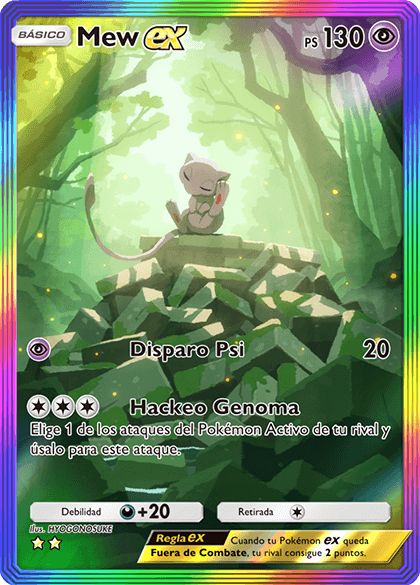 BÁSICO Mew ex PS 130
Disparo Psi 20
Hackeo Genoma
Elige 1 de los ataques del Pokémon Activo de tu rival y
úsalo para este ataque.
Debilidad +20 Retirada
Ilus. HYOGONOSUKE
Regla ex Cuando tu Pokémon ex queda
Fuera de Combate, tu rival consigue 2 puntos.